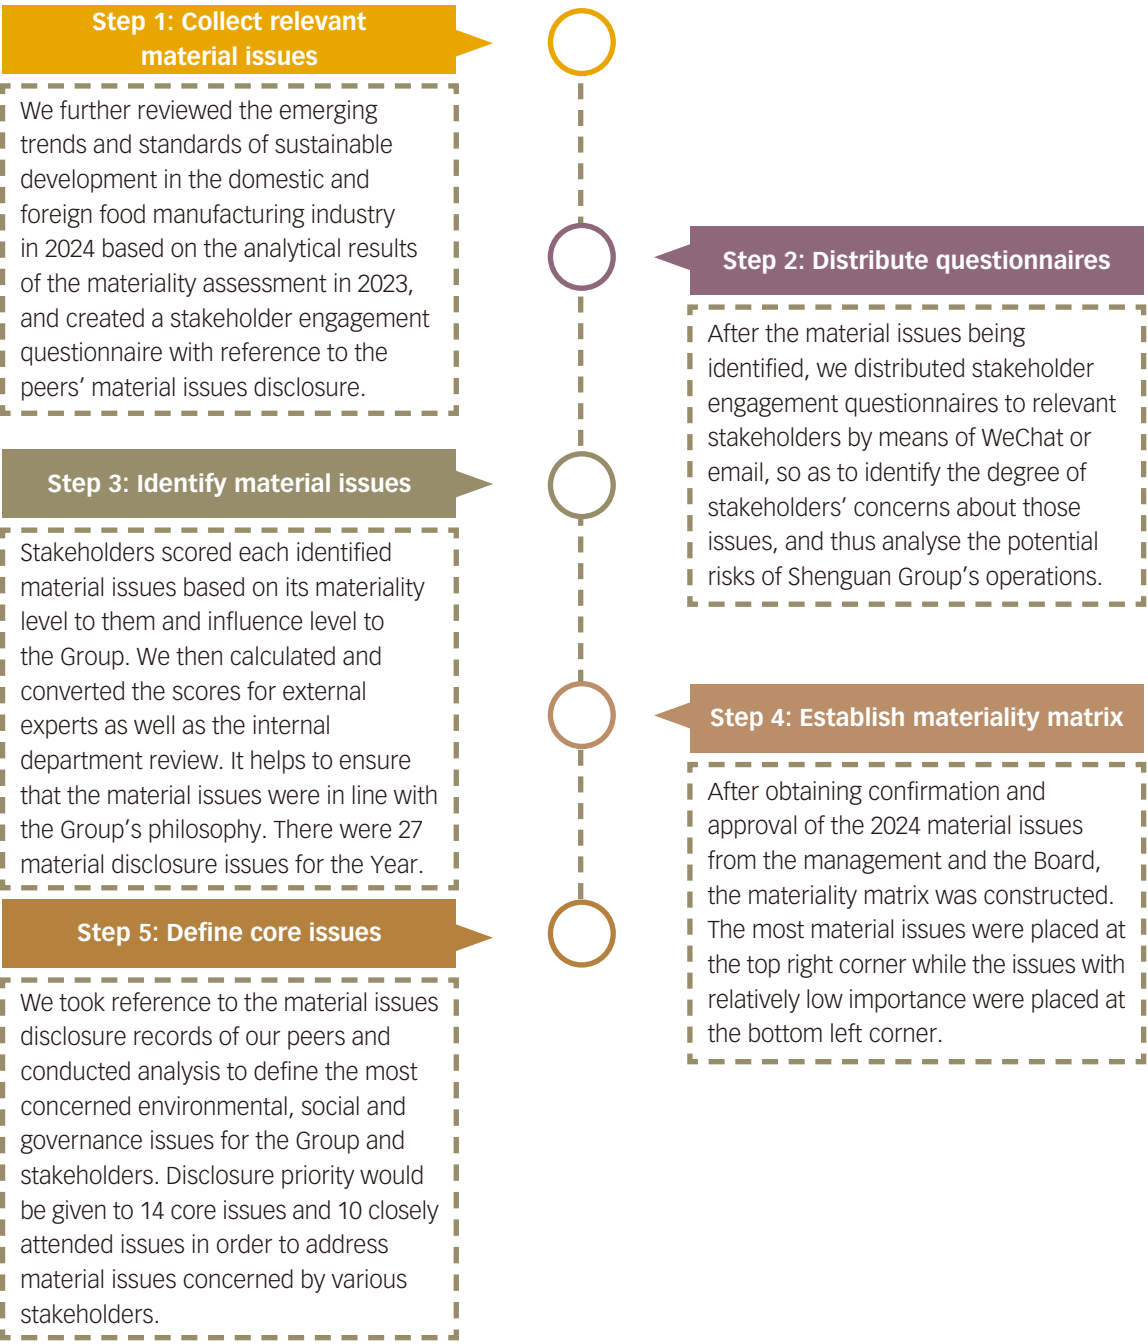 Step 1: Collect relevant
material issues
We further reviewed the emerging
trends and standards of sustainable
development in the domestic and
foreign food manufacturing industry
in 2024 based on the analytical results
of the materiality assessment in 2023,
and created a stakeholder engagement
questionnaire with reference to the
peers’ material issues disclosure.
Step 2: Distribute questionnaires
After the material issues being
identified, we distributed stakeholder
engagement questionnaires to relevant
stakeholders by means of WeChat or
email, so as to identify the degree of
stakeholders’ concerns about those
issues, and thus analyse the potential
risks of Shenguan Group’s operations.
Step 3: Identify material issues
Stakeholders scored each identified
material issues based on its materiality
level to them and influence level to
the Group. We then calculated and
converted the scores for external
experts as well as the internal
department review. It helps to ensure
that the material issues were in line with
the Group’s philosophy. There were 27
material disclosure issues for the Year.
Step 4: Establish materiality matrix
After obtaining confirmation and
approval of the 2024 material issues
from the management and the Board,
the materiality matrix was constructed.
The most material issues were placed at
the top right corner while the issues with
relatively low importance were placed at
the bottom left corner.
Step 5: Define core issues
We took reference to the material issues
disclosure records of our peers and
conducted analysis to define the most
concerned environmental, social and
governance issues for the Group and
stakeholders. Disclosure priority would
be given to 14 core issues and 10 closely
attended issues in order to address
material issues concerned by various
stakeholders.